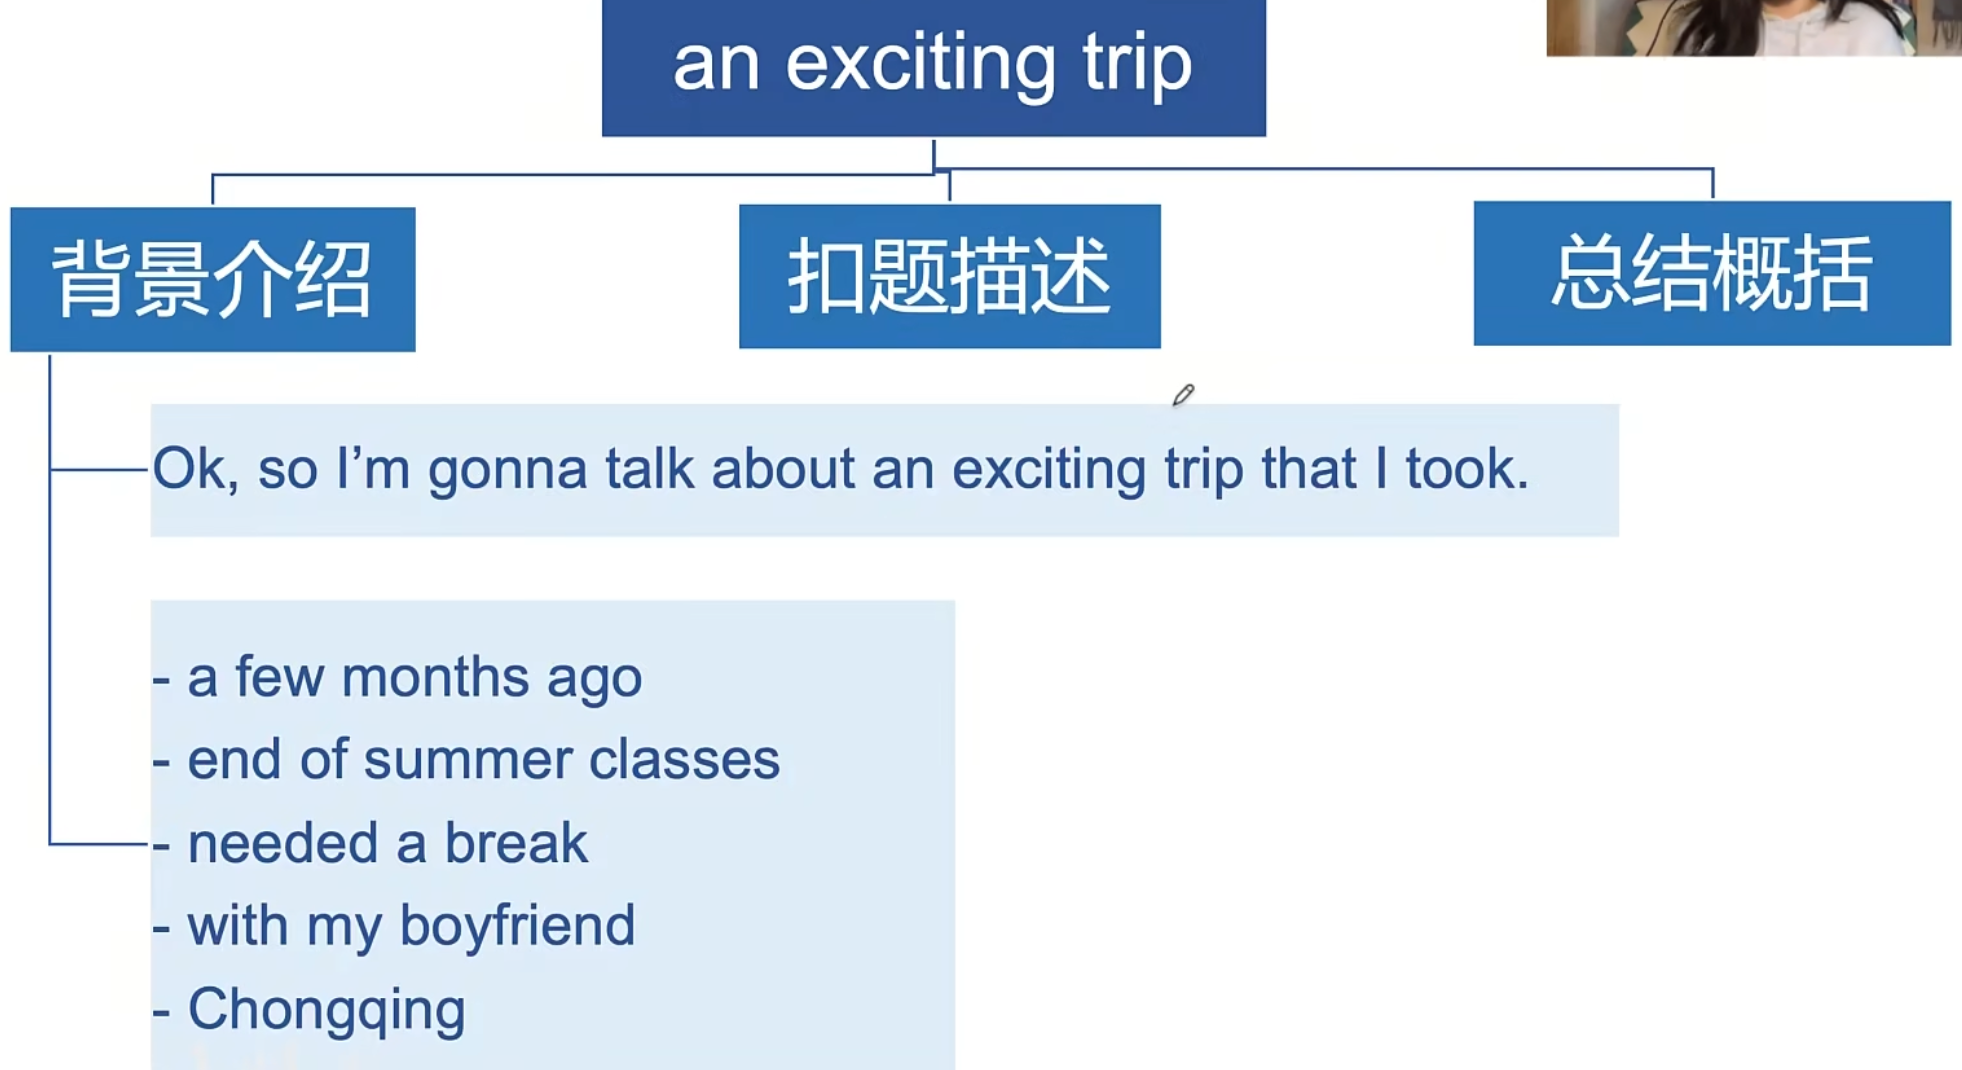 an exciting trip
背景介绍
扣题描述
总结概括
Ok, so I’m gonna talk about an exciting trip that I took.
- a few months ago
- end of summer classes
- needed a break
- with my boyfriend
- Chongqing